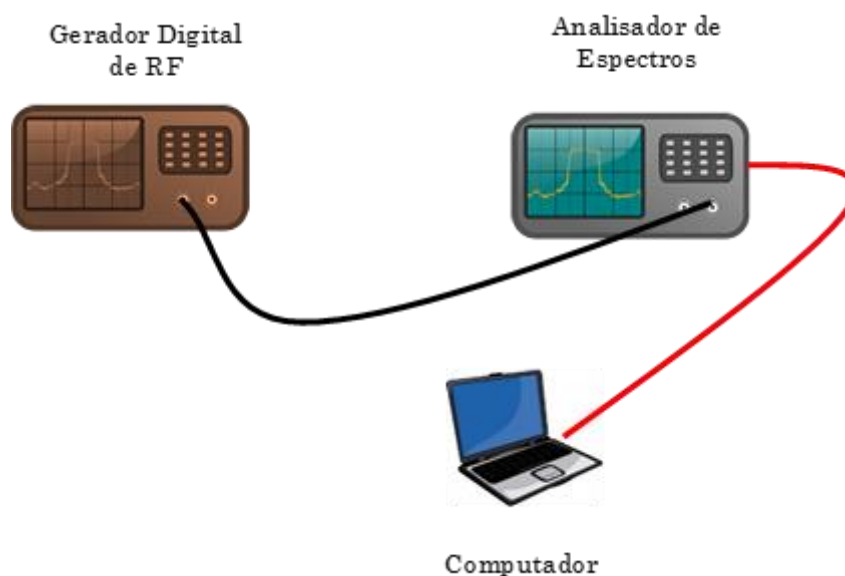 Gerador Digital
de RF
Analisador de
Espectros
Computador